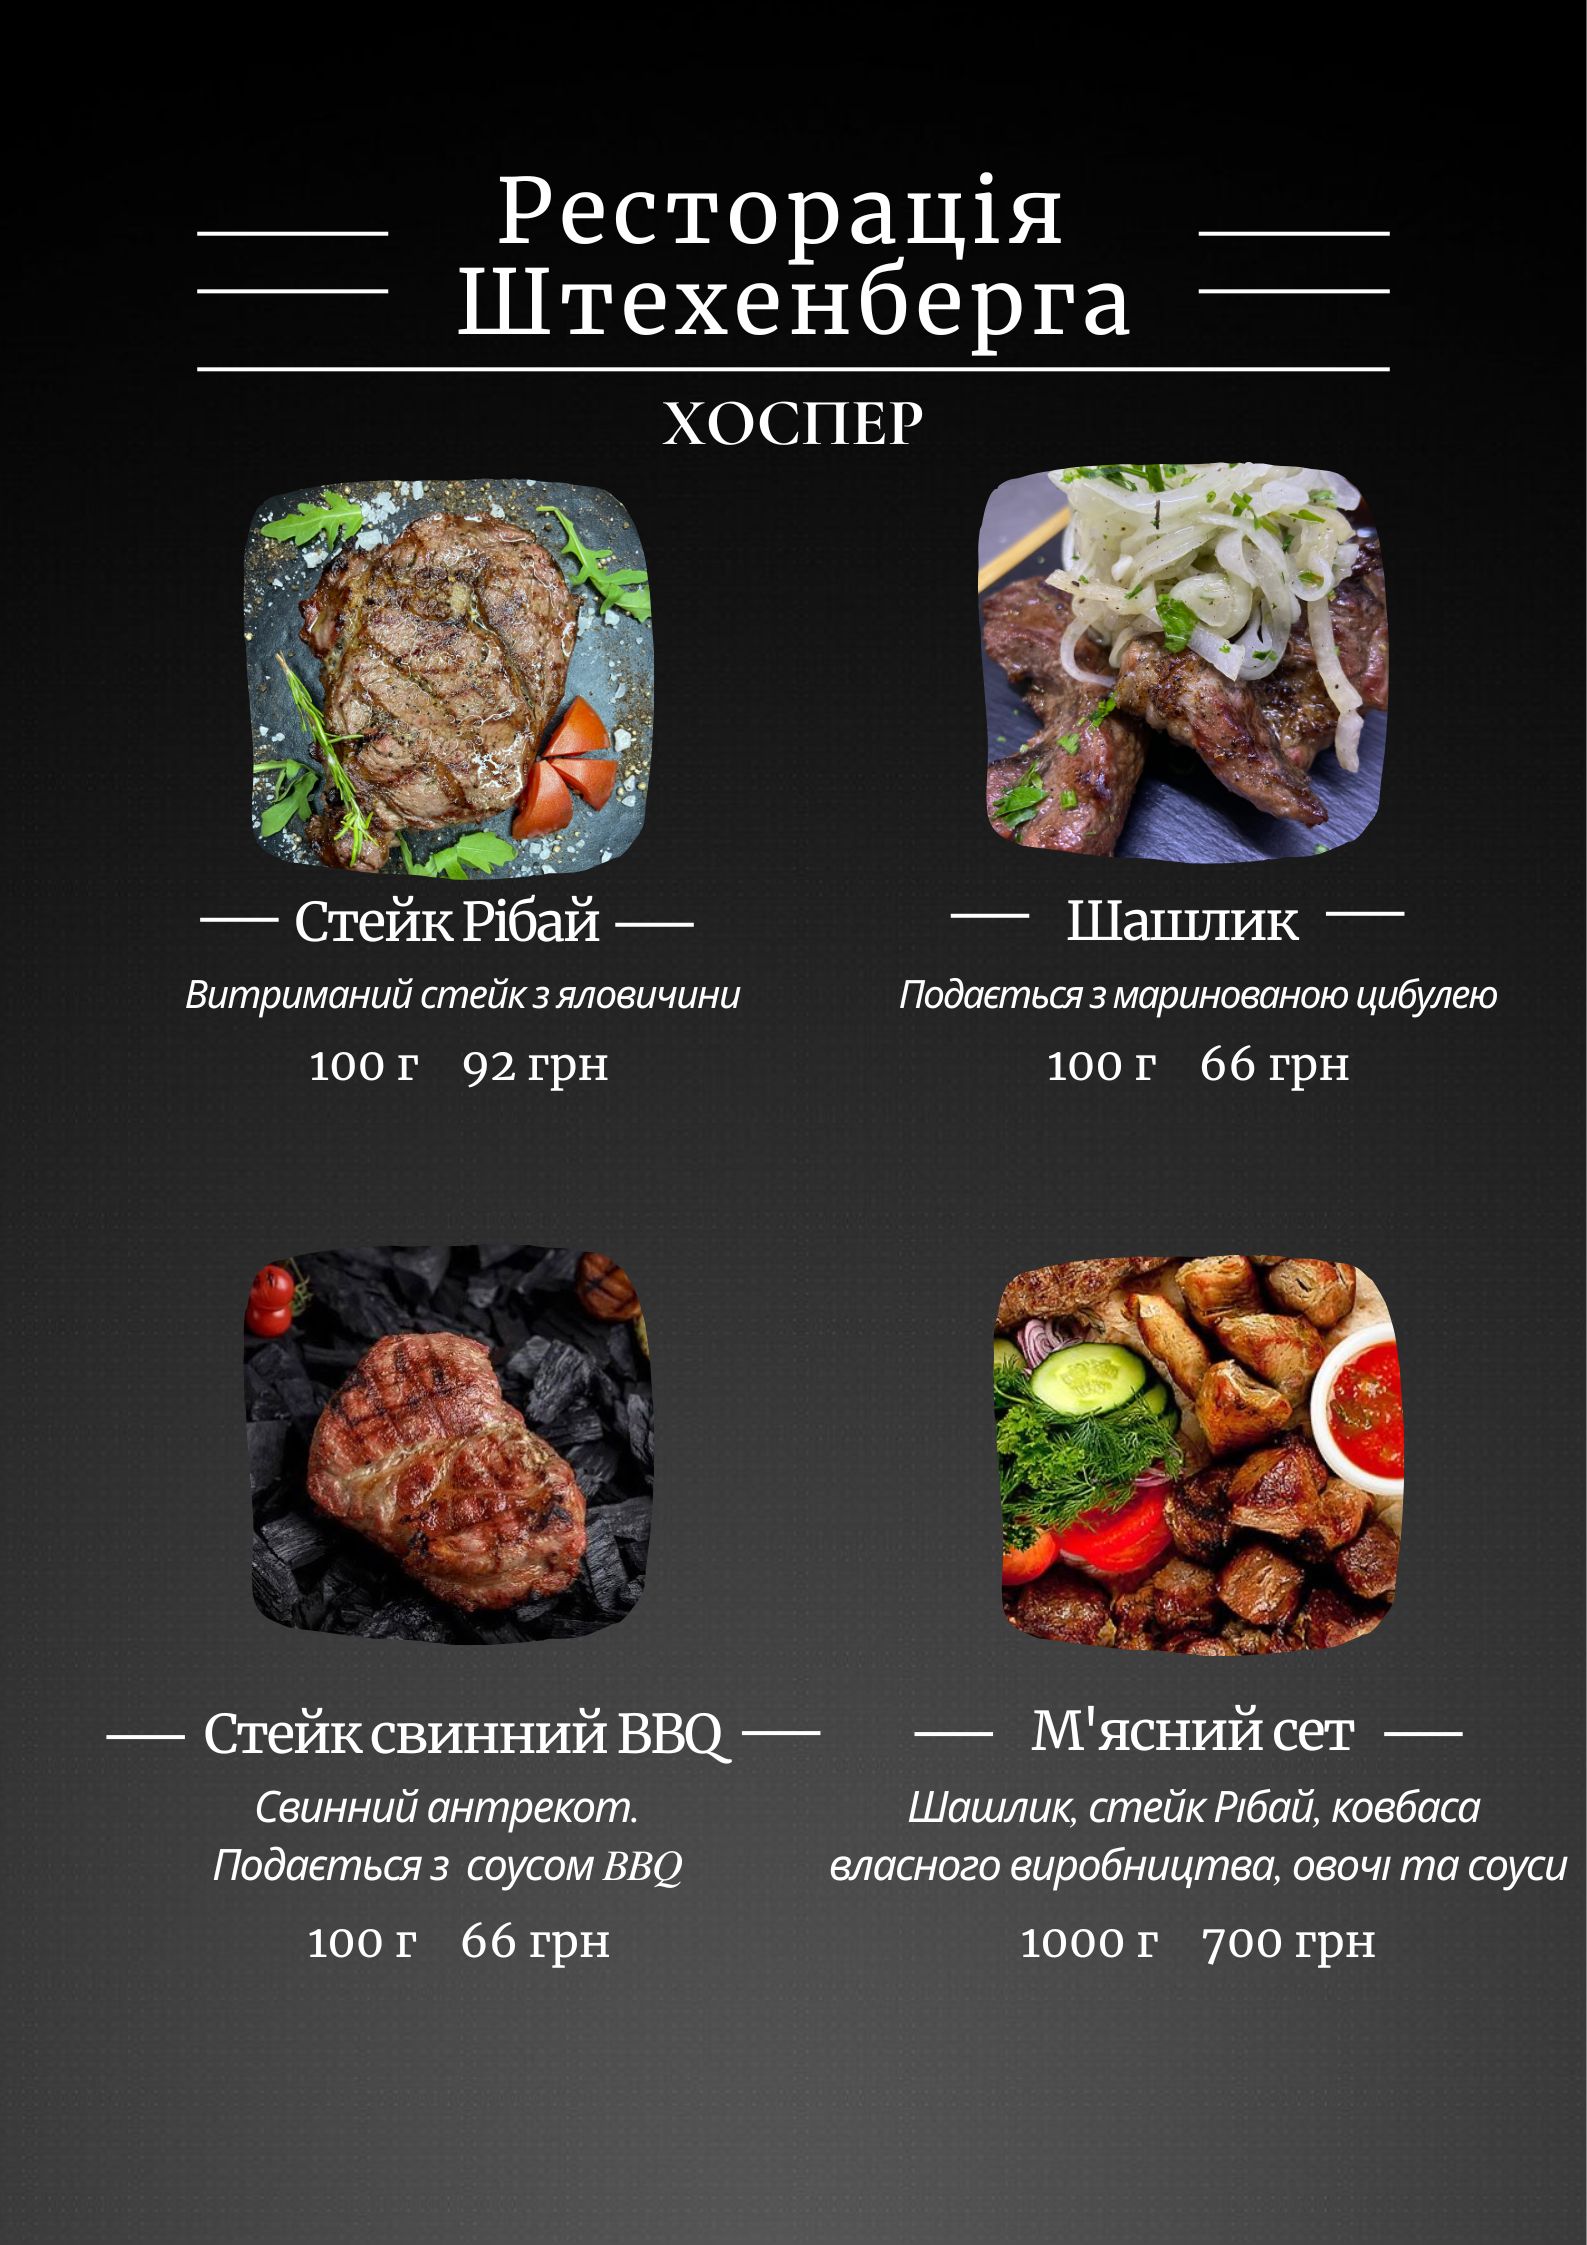 Ресторація
Штехенберга
ХОСПЕР
Стейк Рібай
Витриманий стейк з яловичини
100 г 92 грн
Шашлик
Подається з маринованою цибулею
100 г 66 грн
Стейк свинний BBQ
Свинний антрекот.
Подається з соусом BBQ
100 г 66 грн
М'ясний сет
Шашлик, стейк Рібай, ковбаса
власного виробництва, овочі та соуси
1000 г 700 грн